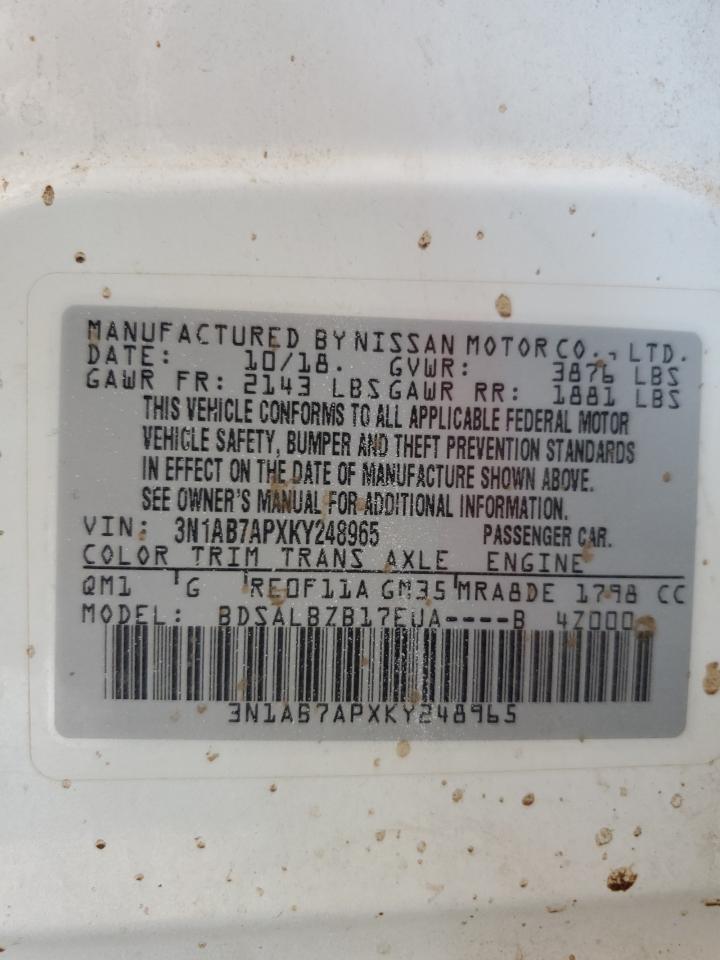 MANUFACTURED BY NISSAN MOTOR CO., LTD.
DATE: 10/18. GVWR: 3876 LBS
GAWR FR: 2143 LBS GAWR RR: 1881 LBS
THIS VEHICLE CONFORMS TO ALL APPLICABLE FEDERAL MOTOR
VEHICLE SAFETY, BUMPER AND THEFT PREVENTION STANDARDS
IN EFFECT ON THE DATE OF MANUFACTURE SHOWN ABOVE.
SEE OWNER'S MANUAL FOR ADDITIONAL INFORMATION.
VIN: 3N1AB7APXKY248965 PASSENGER CAR.
COLOR TRIM TRANS AXLE ENGINE
QM1 G RE0F11A GM35 MRA8DE 1798 CC
MODEL: BDSALBZB17EUA----B 4Z000
3N1AB7APXKY248965